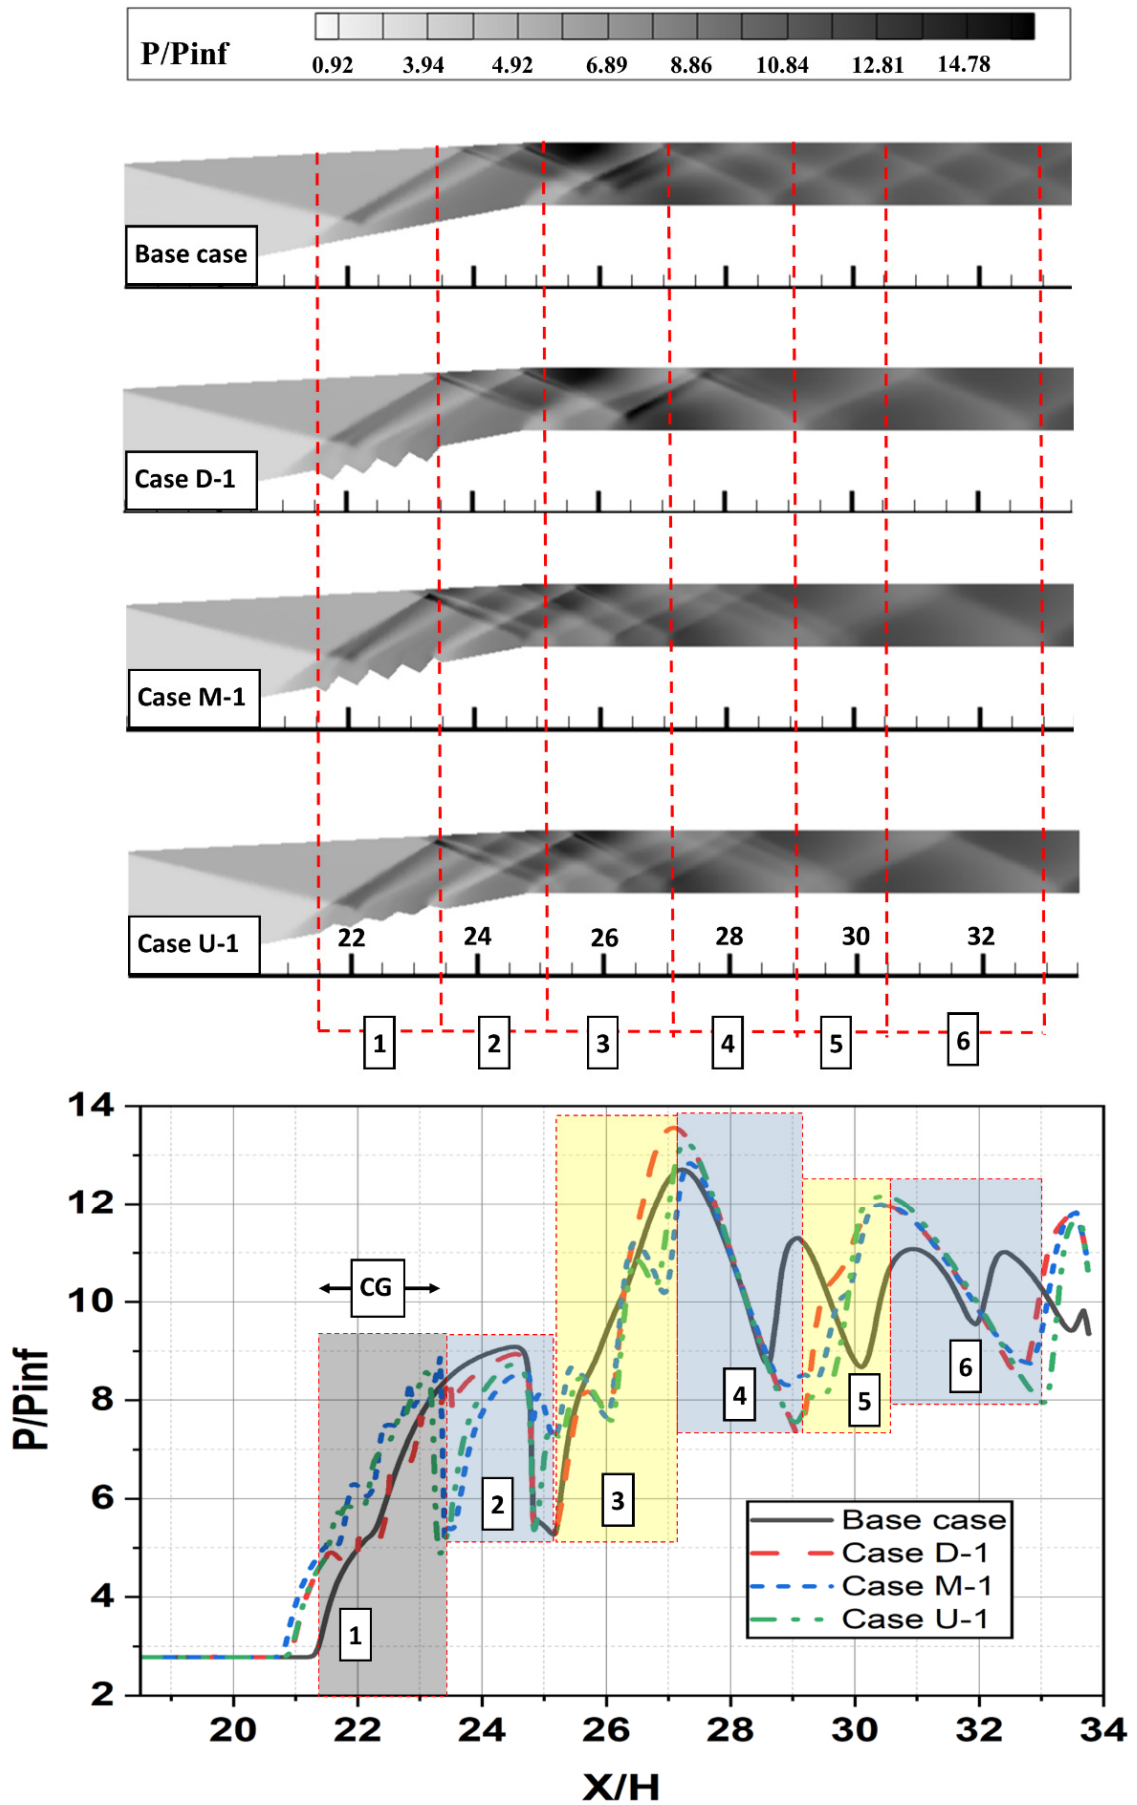 P/Pinf
0.92 3.94 4.92 6.89 8.86 10.84 12.81 14.78
Base case
Case D-1
Case M-1
Case U-1
22 24 26 28 30 32
1 2 3 4 5 6
14
12
10
8
6
4
2
P/Pinf
CG
1
2
3
4
5
6
Base case
Case D-1
Case M-1
Case U-1
20 22 24 26 28 30 32 34
X/H